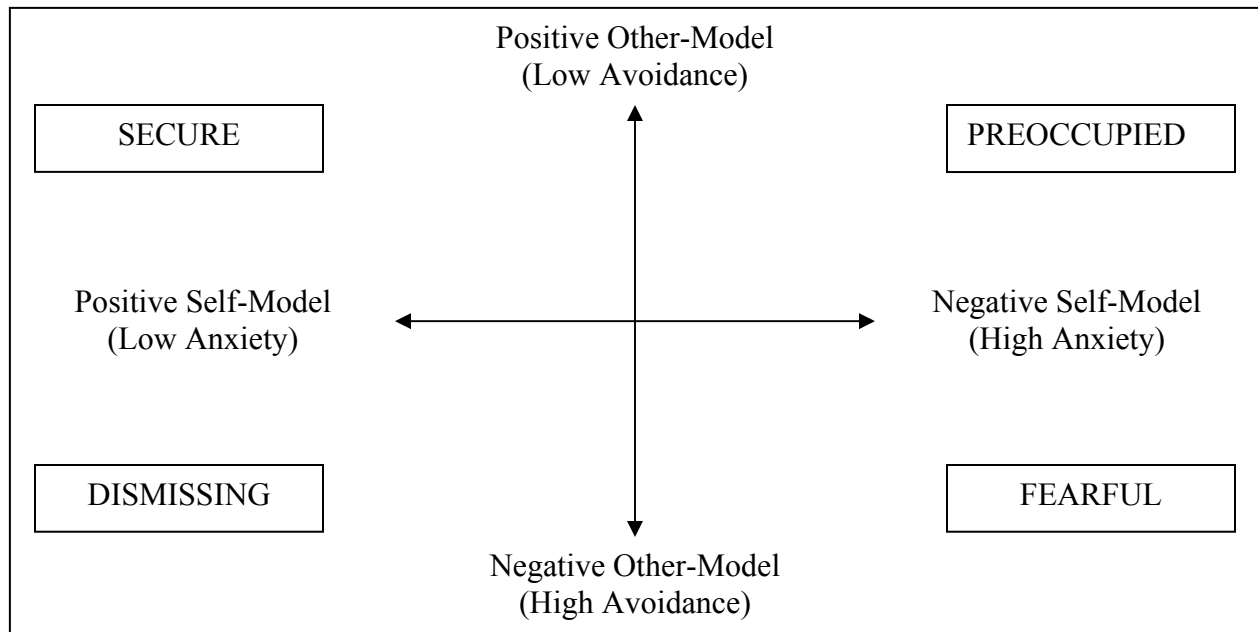 Positive Other-Model
(Low Avoidance)
SECURE
PREOCCUPIED
Positive Self-Model
(Low Anxiety)
Negative Self-Model
(High Anxiety)
DISMISSING
FEARFUL
Negative Other-Model
(High Avoidance)